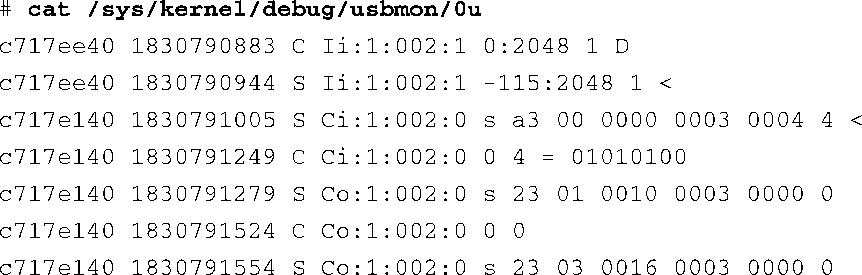 # cat /sys/kernel/debug/usbmon/0u
c717ee40 1830790883 C Ii:1:002:1 0:2048 1 D
c717ee40 1830790944 S Ii:1:002:1 -115:2048 1 <
c717e140 1830791005 S Ci:1:002:0 s a3 00 0000 0003 0004 4 <
c717e140 1830791249 C Ci:1:002:0 0 4 = 01010100
c717e140 1830791279 S Co:1:002:0 s 23 01 0010 0003 0000 0
c717e140 1830791524 C Co:1:002:0 0 0
c717e140 1830791554 S Co:1:002:0 s 23 03 0016 0003 0000 0